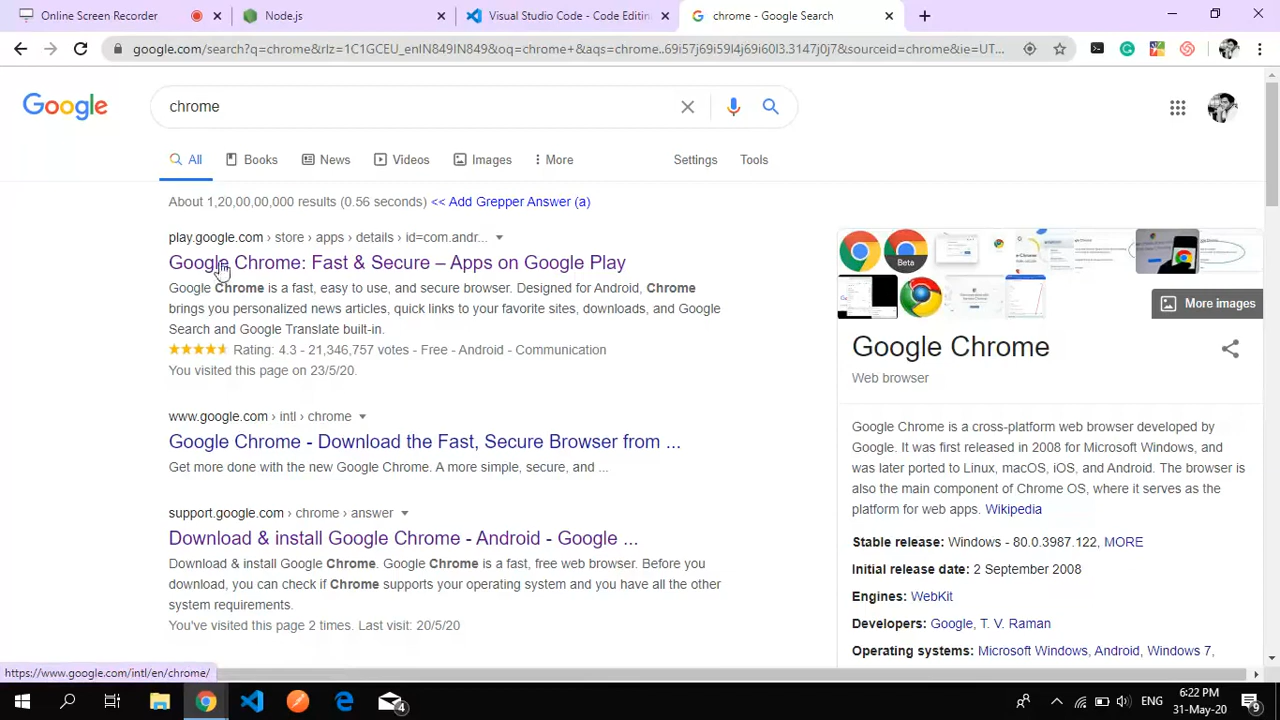 Online Screen Recorder
Node.js
Visual Studio Code - Code Editin
chrome - Google Search
google.com/search?q=chrome&rlz=1C1GCEU_enIN849IN849&oq=chrome+&aqs=chrome..69i57j69i59l4j69i60l3.3147j0j7&sourceid=chrome&ie=UT...
Google
chrome
All
Books
News
Videos
Images
More
Settings
Tools
About 1,20,00,00,000 results (0.56 seconds) << Add Grepper Answer (a)
play.google.com › store › apps › details › id=com.andr...
Google Chrome: Fast & Secure – Apps on Google Play
Google Chrome is a fast, easy to use, and secure browser. Designed for Android, Chrome
brings you personalized news articles, quick links to your favorite sites, downloads, and Google
Search and Google Translate built-in.
Rating: 4.3 - 21,346,757 votes - Free - Android - Communication
You visited this page on 23/5/20.
www.google.com › intl › chrome
Google Chrome - Download the Fast, Secure Browser from ...
Get more done with the new Google Chrome. A more simple, secure, and ...
support.google.com › chrome › answer
Download & install Google Chrome - Android - Google ...
Download & install Google Chrome. Google Chrome is a fast, free web browser. Before you
download, you can check if Chrome supports your operating system and you have all the other
system requirements.
You've visited this page 2 times. Last visit: 20/5/20
Beta
More images
Google Chrome
Web browser
Google Chrome is a cross-platform web browser developed by
Google. It was first released in 2008 for Microsoft Windows, and
was later ported to Linux, macOS, iOS, and Android. The browser is
also the main component of Chrome OS, where it serves as the
platform for web apps. Wikipedia
Stable release: Windows - 80.0.3987.122, MORE
Initial release date: 2 September 2008
Engines: WebKit
Developers: Google, T. V. Raman
Operating systems: Microsoft Windows, Android, Windows 7,
https://www.google.com/intl/en/chrome/
4
ENG
6:22 PM
31-May-20
9